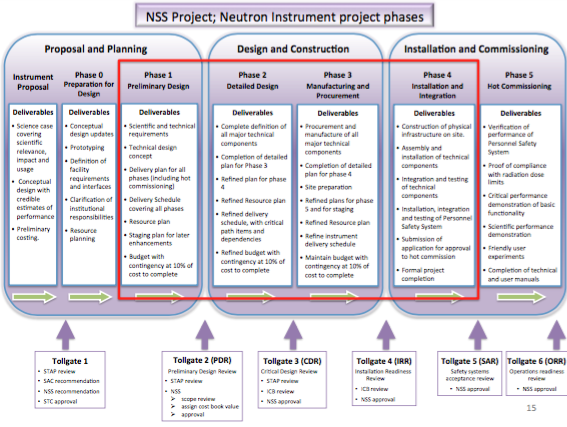 NSS Project; Neutron Instrument project phases
Proposal and Planning
Instrument
Proposal
Deliverables
• Science case
covering
scientific
relevance,
impact and
usage
• Conceptual
design with
credible
estimates of
performance
• Preliminary
costing.
Phase 0
Preparation for
Design
Deliverables
• Conceptual
design updates
• Prototyping
• Definition of
facility
requirements
and interfaces
• Clarification of
institutional
responsibilities
• Resource
planning
Phase 1
Preliminary Design
Deliverables
• Scientific and technical
requirements
• Technical design
concept
• Delivery plan for all
phases (including hot
commissioning)
• Delivery Schedule
covering all phases
• Resource plan
• Staging plan for later
enhancements
• Budget with
contingency at 10% of
cost to complete
Design and Construction
Phase 2
Detailed Design
Deliverables
• Complete definition of
all major technical
components
• Completion of detailed
plan for Phase 3
• Refined plan for phase
4
• Refined Resource plan
• Refined delivery
schedule, with critical
path items and
dependencies
• Refined budget with
contingency at 10% of
cost to complete
Phase 3
Manufacturing and
Procurement
Deliverables
• Procurement and
manufacture of all
major technical
components
• Completion of detailed
plan for phase 4
• Site preparation
• Refined plans for phase
5 and for staging
• Refined Resource plan
• Refine instrument
delivery schedule
• Maintain budget with
contingency at 10% of
cost to complete
Installation and Commissioning
Phase 4
Installation and
Integration
Deliverables
• Construction of physical
infrastructure on site.
• Assembly and
installation of technical
components
• Integration and testing
of technical
components
• Installation, integration
and testing of Personnel
Safety System
• Submission of
application for approval
to hot commission
• Formal project
completion
Phase 5
Hot Commissioning
Deliverables
• Verification of
performance of
Personnel Safety
System
• Proof of compliance
with radiation dose
limits
• Critical performance
demonstration of basic
functionality
• Scientific performance
demonstration
• Friendly user
experiments
• Completion of technical
and user manuals
Tollgate 1
• STAP review
• SAC recommendation
• NSS recommendation
• STC approval
Tollgate 2 (PDR)
Preliminary Design Review
• STAP review
• NSS
➢ scope review
➢ assign cost book value
➢ approval
Tollgate 3 (CDR)
Critical Design Review
• STAP review
• ICB review
• NSS approval
Tollgate 4 (IRR)
Installation Readiness
Review
• ICB review
• NSS approval
Tollgate 5 (SAR)
Safety systems
acceptance review
• NSS approval
Tollgate 6 (ORR)
Operations readiness
review
• NSS approval
15